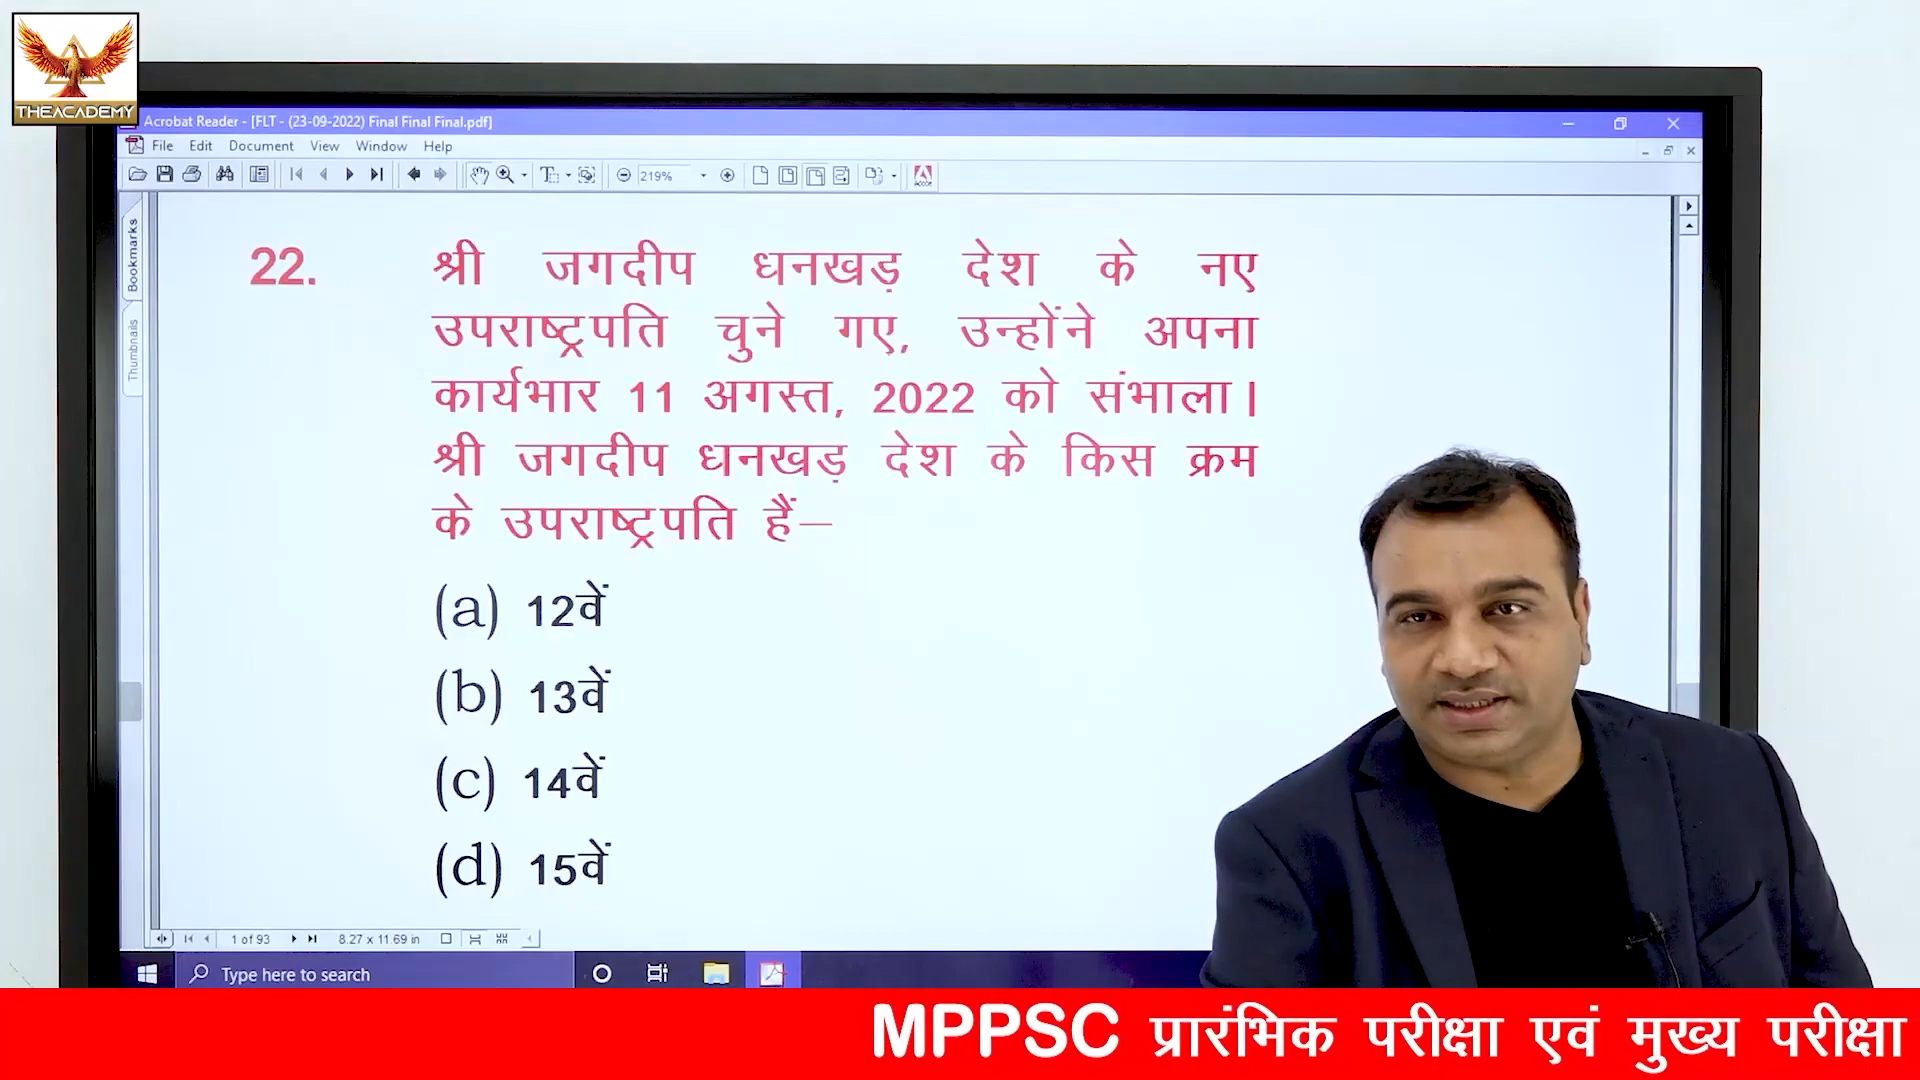 THEACADEMY
Acrobat Reader - [FLT - (23-09-2022) Final Final Final.pdf]
File Edit Document View Window Help
219%
Bookmarks
Thumbnails
22. श्री जगदीप धनखड़ देश के नए
उपराष्ट्रपति चुने गए, उन्होंने अपना
कार्यभार 11 अगस्त, 2022 को संभाला।
श्री जगदीप धनखड़ देश के किस क्रम
के उपराष्ट्रपति हैं–
(a) 12वें
(b) 13वें
(c) 14वें
(d) 15वें
1 of 93 8.27 x 11.69 in
Type here to search
MPPSC प्रारंभिक परीक्षा एवं मुख्य परीक्षा